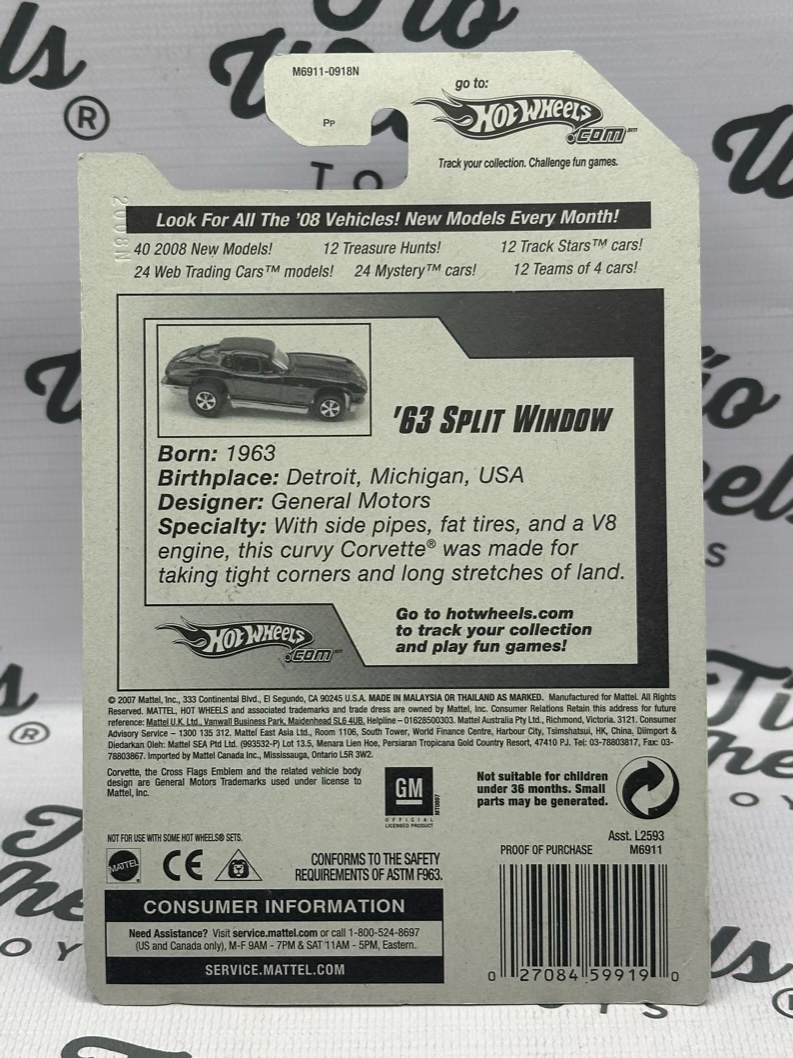 M6911-0918N
PP
go to:
HOT WHEELS
.COM™
Track your collection. Challenge fun games.
2008N
Look For All The '08 Vehicles! New Models Every Month!
40 2008 New Models! 12 Treasure Hunts! 12 Track Stars™ cars!
24 Web Trading Cars™ models! 24 Mystery™ cars! 12 Teams of 4 cars!
'63 SPLIT WINDOW
Born: 1963
Birthplace: Detroit, Michigan, USA
Designer: General Motors
Specialty: With side pipes, fat tires, and a V8
engine, this curvy Corvette® was made for
taking tight corners and long stretches of land.
HOT WHEELS
.COM™
Go to hotwheels.com
to track your collection
and play fun games!
© 2007 Mattel, Inc., 333 Continental Blvd., El Segundo, CA 90245 U.S.A. MADE IN MALAYSIA OR THAILAND AS MARKED. Manufactured for Mattel. All Rights
Reserved. MATTEL, HOT WHEELS and associated trademarks and trade dress are owned by Mattel, Inc. Consumer Relations Retain this address for future
reference: Mattel U.K. Ltd., Vanwall Business Park, Maidenhead SL6 4UB, Helpline – 01628500303. Mattel Australia Pty Ltd., Richmond, Victoria. 3121. Consumer
Advisory Service – 1300 135 312. Mattel East Asia Ltd., Room 1106, South Tower, World Finance Centre, Harbour City, Tsimshatsui, HK, China, Diimport &
Diedarkan Oleh: Mattel SEA Ptd Ltd. (993532-P) Lot 13.5, Menara Lien Hoe, Persiaran Tropicana Gold Country Resort, 47410 PJ. Tel: 03-78803817, Fax: 03-
78803867. Imported by Mattel Canada Inc., Mississauga, Ontario L5R 3W2.
Corvette, the Cross Flags Emblem and the related vehicle body
design are General Motors Trademarks used under license to
Mattel, Inc.
GM
OFFICIAL
LICENSED PRODUCT
Not suitable for children
under 36 months. Small
parts may be generated.
NOT FOR USE WITH SOME HOT WHEELS® SETS.
MATTEL
CE
CONFORMS TO THE SAFETY
REQUIREMENTS OF ASTM F963.
Asst. L2593
PROOF OF PURCHASE M6911
CONSUMER INFORMATION
Need Assistance? Visit service.mattel.com or call 1-800-524-8697
(US and Canada only), M-F 9AM - 7PM & SAT 11AM - 5PM, Eastern.
SERVICE.MATTEL.COM
0 27084 59919 0